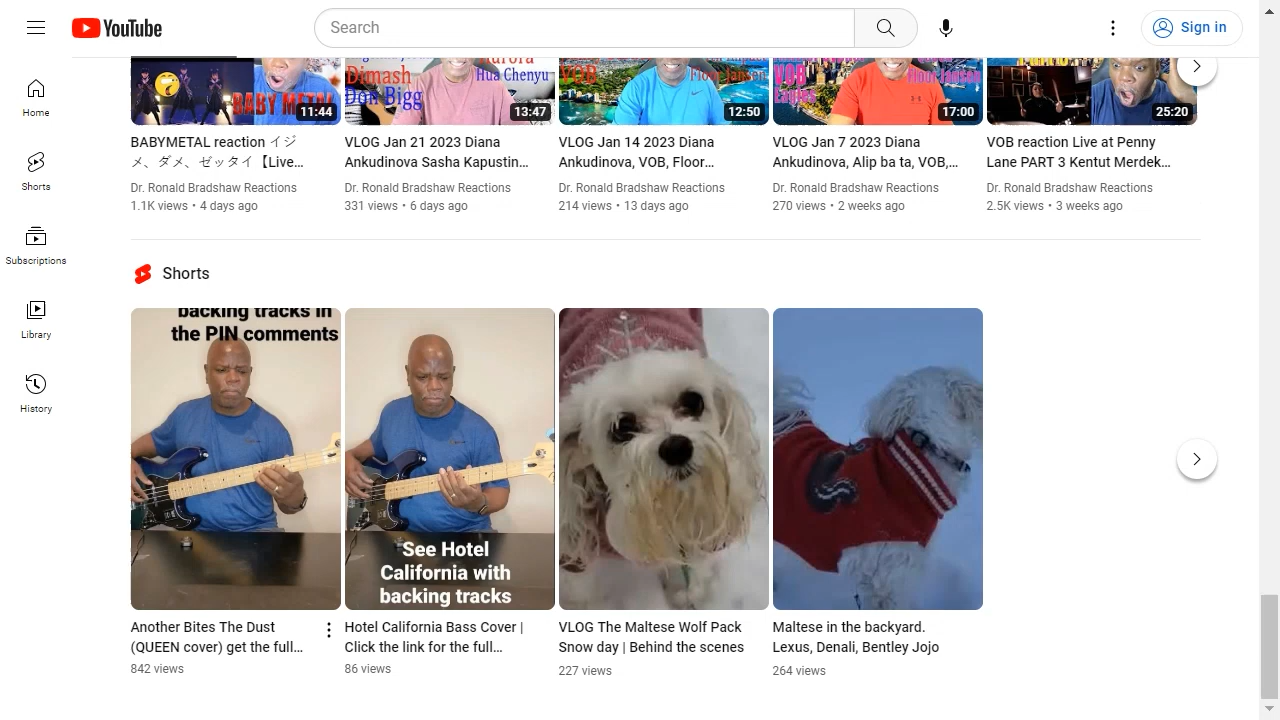 YouTube
Search
Sign in
Home
Shorts
Subscriptions
Library
History
BABY METAL
11:44
Dimash
Hua Chenyu
Don Bigg
13:47
VOB
Floor Jansen
12:50
VOB
Floor Jansen
Eagles
17:00
25:20
BABYMETAL reaction イジ
メ、ダメ、ゼッタイ【Live…
Dr. Ronald Bradshaw Reactions
1.1K views • 4 days ago
VLOG Jan 21 2023 Diana
Ankudinova Sasha Kapustin…
Dr. Ronald Bradshaw Reactions
331 views • 6 days ago
VLOG Jan 14 2023 Diana
Ankudinova, VOB, Floor…
Dr. Ronald Bradshaw Reactions
214 views • 13 days ago
VLOG Jan 7 2023 Diana
Ankudinova, Alip ba ta, VOB,…
Dr. Ronald Bradshaw Reactions
270 views • 2 weeks ago
VOB reaction Live at Penny
Lane PART 3 Kentut Merdek…
Dr. Ronald Bradshaw Reactions
2.5K views • 3 weeks ago
Shorts
backing tracks in
the PIN comments
See Hotel
California with
backing tracks
Another Bites The Dust
(QUEEN cover) get the full…
842 views
Hotel California Bass Cover |
Click the link for the full…
86 views
VLOG The Maltese Wolf Pack
Snow day | Behind the scenes
227 views
Maltese in the backyard.
Lexus, Denali, Bentley Jojo
264 views